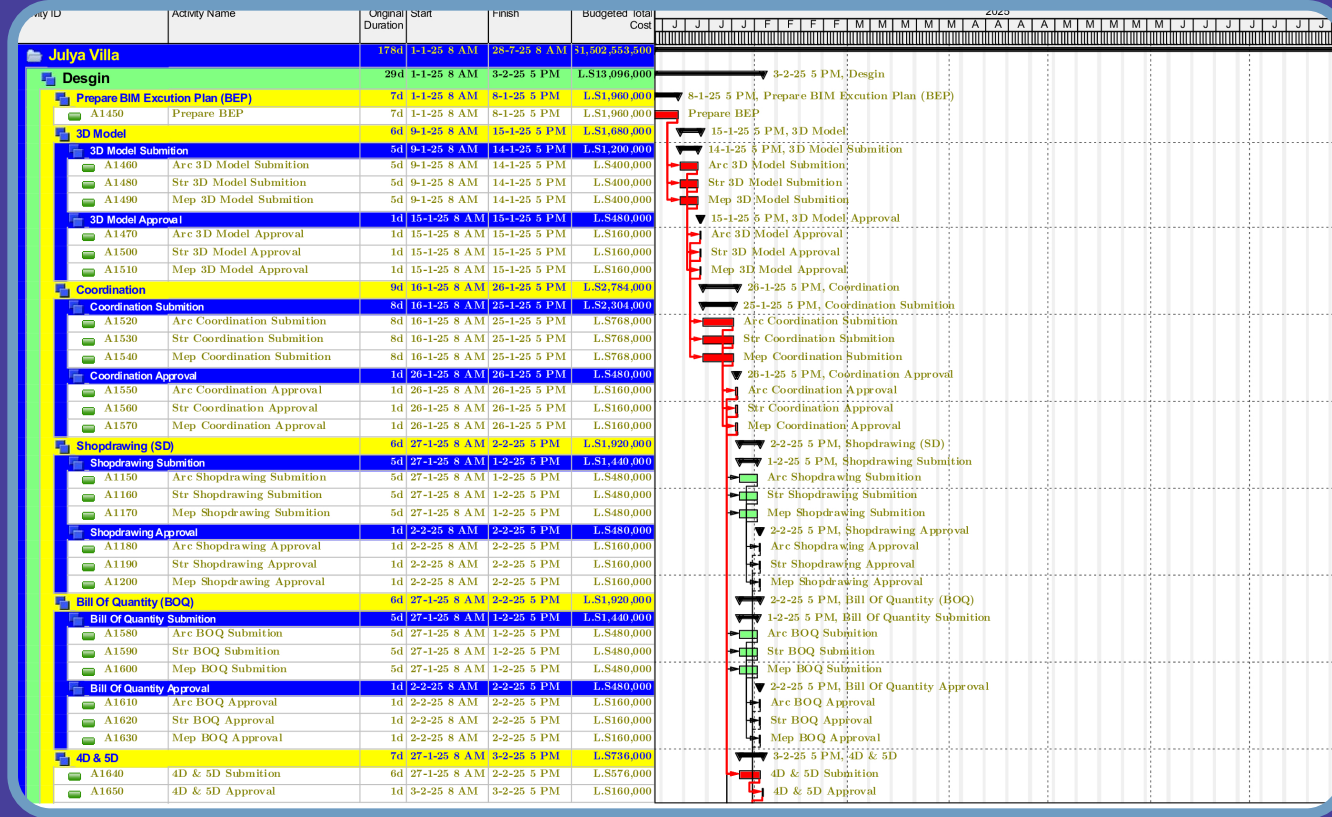 2025
Activity Name Original Duration Start Finish Budgeted Total Cost J J J J F F F F M M M M M A A A A M M M M J J J J J J J J
Julya Villa 178d 1-1-25 8 AM 28-7-25 8 AM
Desgin 29d 1-1-25 8 AM 3-2-25 5 PM L.S13,096,000 3-2-25 5 PM, Desgin
Prepare BIM Excution Plan (BEP) 7d 1-1-25 8 AM 8-1-25 5 PM L.S1,960,000 8-1-25 5 PM, Prepare BIM Excution Plan (BEP)
A1450 Prepare BEP 7d 1-1-25 8 AM 8-1-25 5 PM L.S1,960,000 Prepare BEP
3D Model 6d 9-1-25 8 AM 15-1-25 5 PM L.S1,680,000 15-1-25 5 PM, 3D Model
3D Model Submition 5d 9-1-25 8 AM 14-1-25 5 PM L.S1,200,000 14-1-25 5 PM, 3D Model Submition
A1460 Arc 3D Model Submition 5d 9-1-25 8 AM 14-1-25 5 PM L.S400,000 Arc 3D Model Submition
A1480 Str 3D Model Submition 5d 9-1-25 8 AM 14-1-25 5 PM L.S400,000 Str 3D Model Submition
A1490 Mep 3D Model Submition 5d 9-1-25 8 AM 14-1-25 5 PM L.S400,000 Mep 3D Model Submition
3D Model Approval 1d 15-1-25 8 AM 15-1-25 5 PM L.S480,000 15-1-25 5 PM, 3D Model Approval
A1470 Arc 3D Model Approval 1d 15-1-25 8 AM 15-1-25 5 PM L.S160,000 Arc 3D Model Approval
A1500 Str 3D Model Approval 1d 15-1-25 8 AM 15-1-25 5 PM L.S160,000 Str 3D Model Approval
A1510 Mep 3D Model Approval 1d 15-1-25 8 AM 15-1-25 5 PM L.S160,000 Mep 3D Model Approval
Coordination 9d 16-1-25 8 AM 26-1-25 5 PM L.S2,784,000 26-1-25 5 PM, Coordination
Coordination Submition 8d 16-1-25 8 AM 25-1-25 5 PM L.S2,304,000 25-1-25 5 PM, Coordination Submition
A1520 Arc Coordination Submition 8d 16-1-25 8 AM 25-1-25 5 PM L.S768,000 Arc Coordination Submition
A1530 Str Coordination Submition 8d 16-1-25 8 AM 25-1-25 5 PM L.S768,000 Str Coordination Submition
A1540 Mep Coordination Submition 8d 16-1-25 8 AM 25-1-25 5 PM L.S768,000 Mep Coordination Submition
Coordination Approval 1d 26-1-25 8 AM 26-1-25 5 PM L.S480,000 26-1-25 5 PM, Coordination Approval
A1550 Arc Coordination Approval 1d 26-1-25 8 AM 26-1-25 5 PM L.S160,000 Arc Coordination Approval
A1560 Str Coordination Approval 1d 26-1-25 8 AM 26-1-25 5 PM L.S160,000 Str Coordination Approval
A1570 Mep Coordination Approval 1d 26-1-25 8 AM 26-1-25 5 PM L.S160,000 Mep Coordination Approval
Shopdrawing (SD) 6d 27-1-25 8 AM 2-2-25 5 PM L.S1,920,000 2-2-25 5 PM, Shopdrawing (SD)
Shopdrawing Submition 5d 27-1-25 8 AM 1-2-25 5 PM L.S1,440,000 1-2-25 5 PM, Shopdrawing Submition
A1150 Arc Shopdrawing Submition 5d 27-1-25 8 AM 1-2-25 5 PM L.S480,000 Arc Shopdrawing Submition
A1160 Str Shopdrawing Submition 5d 27-1-25 8 AM 1-2-25 5 PM L.S480,000 Str Shopdrawing Submition
A1170 Mep Shopdrawing Submition 5d 27-1-25 8 AM 1-2-25 5 PM L.S480,000 Mep Shopdrawing Submition
Shopdrawing Approval 1d 2-2-25 8 AM 2-2-25 5 PM L.S480,000 2-2-25 5 PM, Shopdrawing Approval
A1180 Arc Shopdrawing Approval 1d 2-2-25 8 AM 2-2-25 5 PM L.S160,000 Arc Shopdrawing Approval
A1190 Str Shopdrawing Approval 1d 2-2-25 8 AM 2-2-25 5 PM L.S160,000 Str Shopdrawing Approval
A1200 Mep Shopdrawing Approval 1d 2-2-25 8 AM 2-2-25 5 PM L.S160,000 Mep Shopdrawing Approval
Bill Of Quantity (BOQ) 6d 27-1-25 8 AM 2-2-25 5 PM L.S1,920,000 2-2-25 5 PM, Bill Of Quantity (BOQ)
Bill Of Quantity Submition 5d 27-1-25 8 AM 1-2-25 5 PM L.S1,440,000 1-2-25 5 PM, Bill Of Quantity Submition
A1580 Arc BOQ Submition 5d 27-1-25 8 AM 1-2-25 5 PM L.S480,000 Arc BOQ Submition
A1590 Str BOQ Submition 5d 27-1-25 8 AM 1-2-25 5 PM L.S480,000 Str BOQ Submition
A1600 Mep BOQ Submition 5d 27-1-25 8 AM 1-2-25 5 PM L.S480,000 Mep BOQ Submition
Bill Of Quantity Approval 1d 2-2-25 8 AM 2-2-25 5 PM L.S480,000 2-2-25 5 PM, Bill Of Quantity Approval
A1610 Arc BOQ Approval 1d 2-2-25 8 AM 2-2-25 5 PM L.S160,000 Arc BOQ Approval
A1620 Str BOQ Approval 1d 2-2-25 8 AM 2-2-25 5 PM L.S160,000 Str BOQ Approval
A1630 Mep BOQ Approval 1d 2-2-25 8 AM 2-2-25 5 PM L.S160,000 Mep BOQ Approval
4D & 5D 7d 27-1-25 8 AM 3-2-25 5 PM L.S736,000 3-2-25 5 PM, 4D & 5D
A1640 4D & 5D Submition 6d 27-1-25 8 AM 2-2-25 5 PM L.S576,000 4D & 5D Submition
A1650 4D & 5D Approval 1d 3-2-25 8 AM 3-2-25 5 PM L.S160,000 4D & 5D Approval